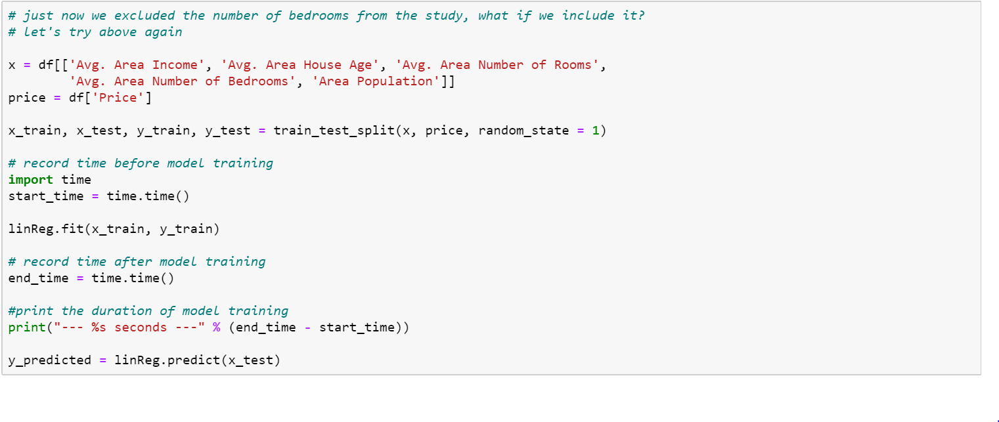 # just now we excluded the number of bedrooms from the study, what if we include it?
# let's try above again
x = df[['Avg. Area Income', 'Avg. Area House Age', 'Avg. Area Number of Rooms',
        'Avg. Area Number of Bedrooms', 'Area Population']]
price = df['Price']
x_train, x_test, y_train, y_test = train_test_split(x, price, random_state = 1)
# record time before model training
import time
start_time = time.time()
linReg.fit(x_train, y_train)
# record time after model training
end_time = time.time()
#print the duration of model training
print("--- %s seconds ---" % (end_time - start_time))
y_predicted = linReg.predict(x_test)